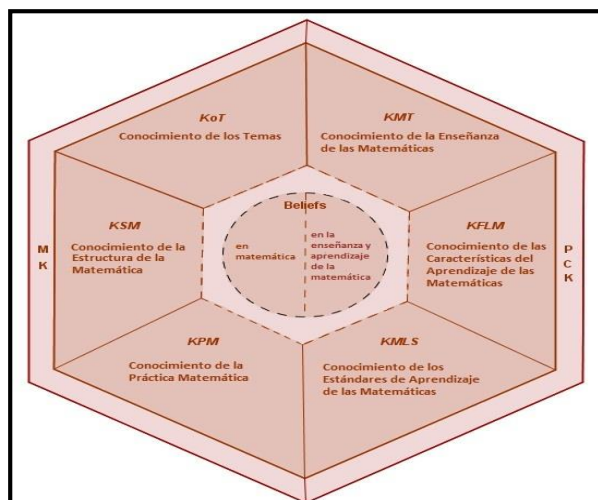 KoT
Conocimiento de los Temas
KMT
Conocimiento de la Enseñanza
de las Matemáticas
KSM
Conocimiento de la
Estructura de la
Matemática
Beliefs
en
matemática
en la
enseñanza y
aprendizaje
de la
matemática
KFLM
Conocimiento de las
Características del
Aprendizaje de las
Matemáticas
MK
PCK
KPM
Conocimiento de la
Práctica Matemática
KMLS
Conocimiento de los
Estándares de Aprendizaje
de las Matemáticas